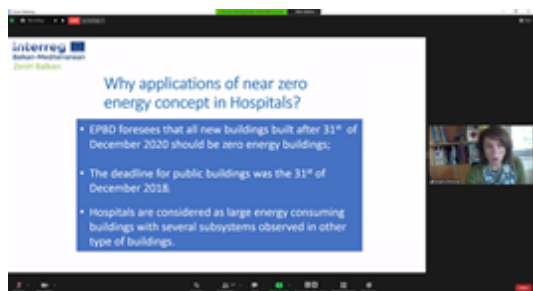 Interreg
Balkan-Mediterranean
Zenth Balkan
Why applications of near zero
energy concept in Hospitals?
• EPBD foresees that all new buildings built after 31st of
December 2020 should be zero energy buildings;
• The deadline for public buildings was the 31st of
December 2018.
• Hospitals are considered as large energy consuming
buildings with several subsystems observed in other
type of buildings.